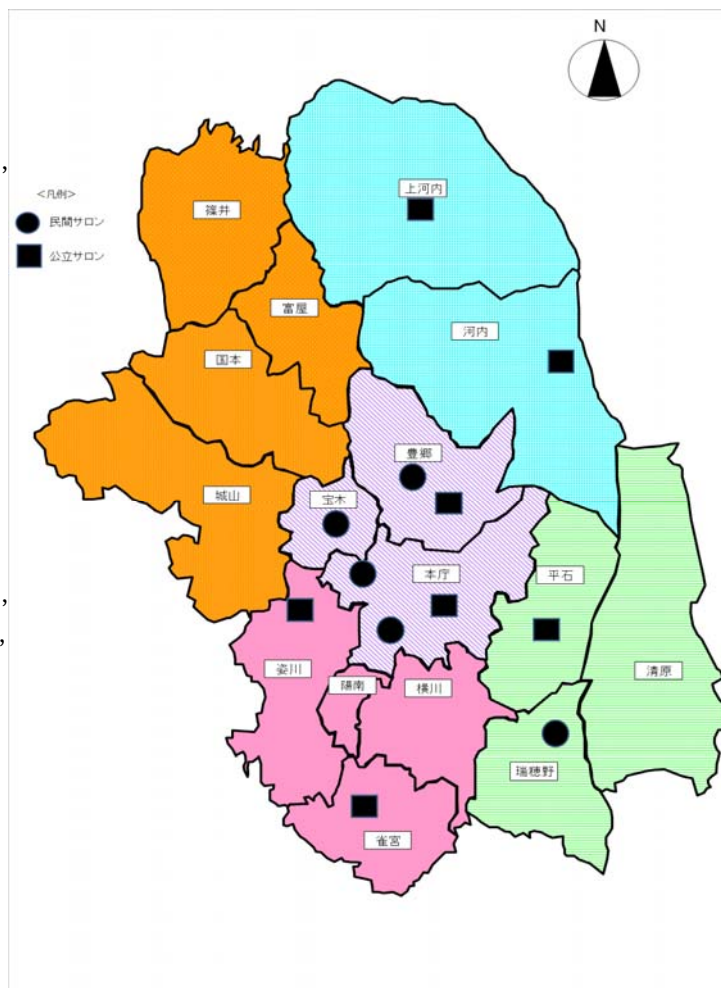 N
<凡例>
民間サロン
公立サロン
上河内
篠井
富屋
河内
国本
豊郷
城山
宝木
本庁
平石
姿川
陽南
横川
清原
瑞穂野
雀宮